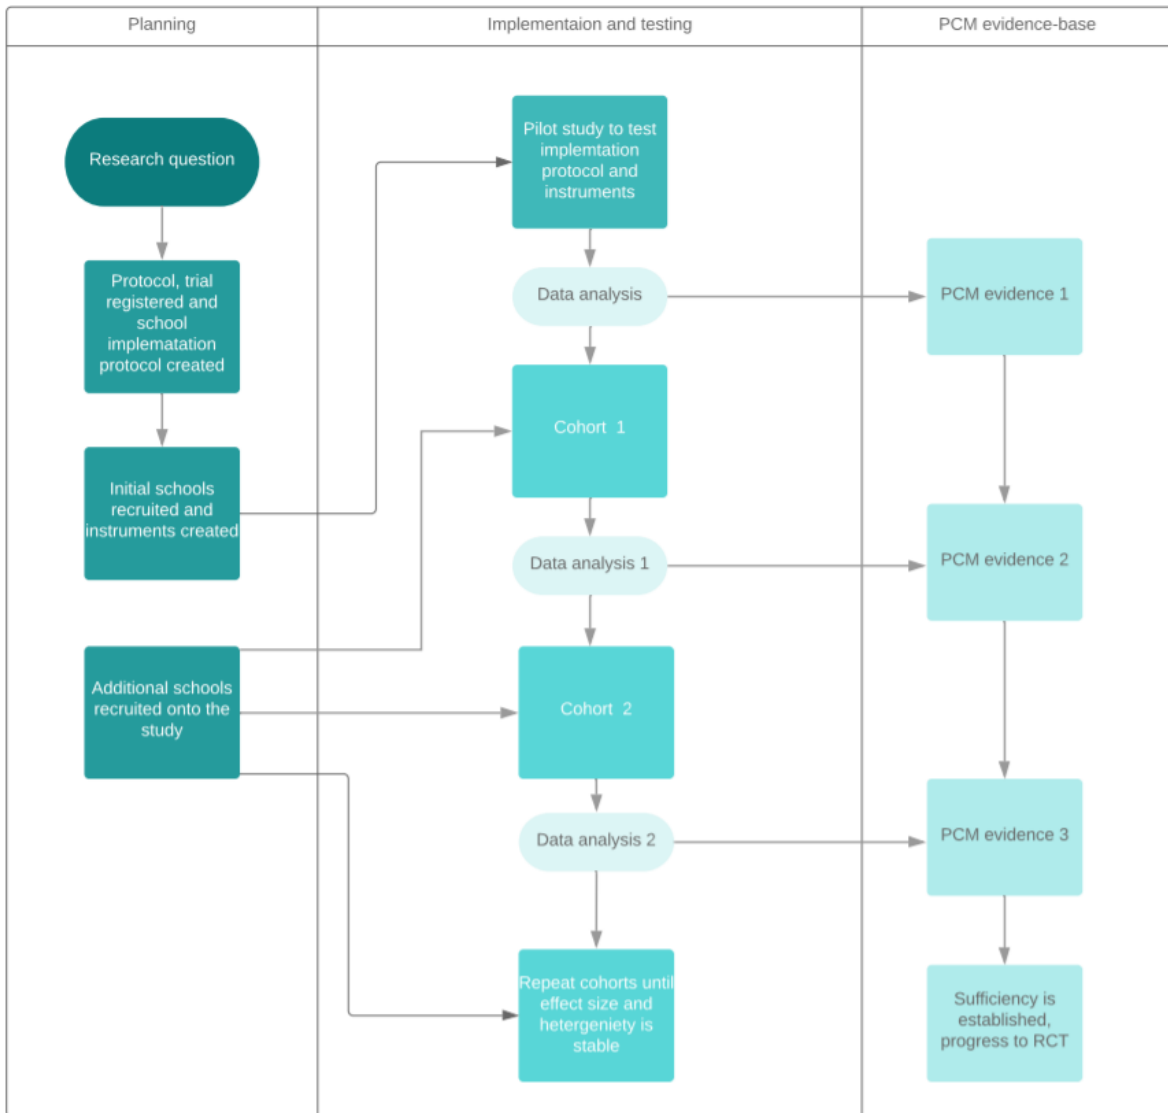 Planning
Implementaion and testing
PCM evidence-base
Research question
Protocol, trial
registered and
school
implematation
protocol created
Initial schools
recruited and
instruments created
Additional schools
recruited onto the
study
Pilot study to test
implemtation
protocol and
instruments
Data analysis
Cohort 1
Data analysis 1
Cohort 2
Data analysis 2
Repeat cohorts until
effect size and
hetergeniety is
stable
PCM evidence 1
PCM evidence 2
PCM evidence 3
Sufficiency is
established,
progress to RCT